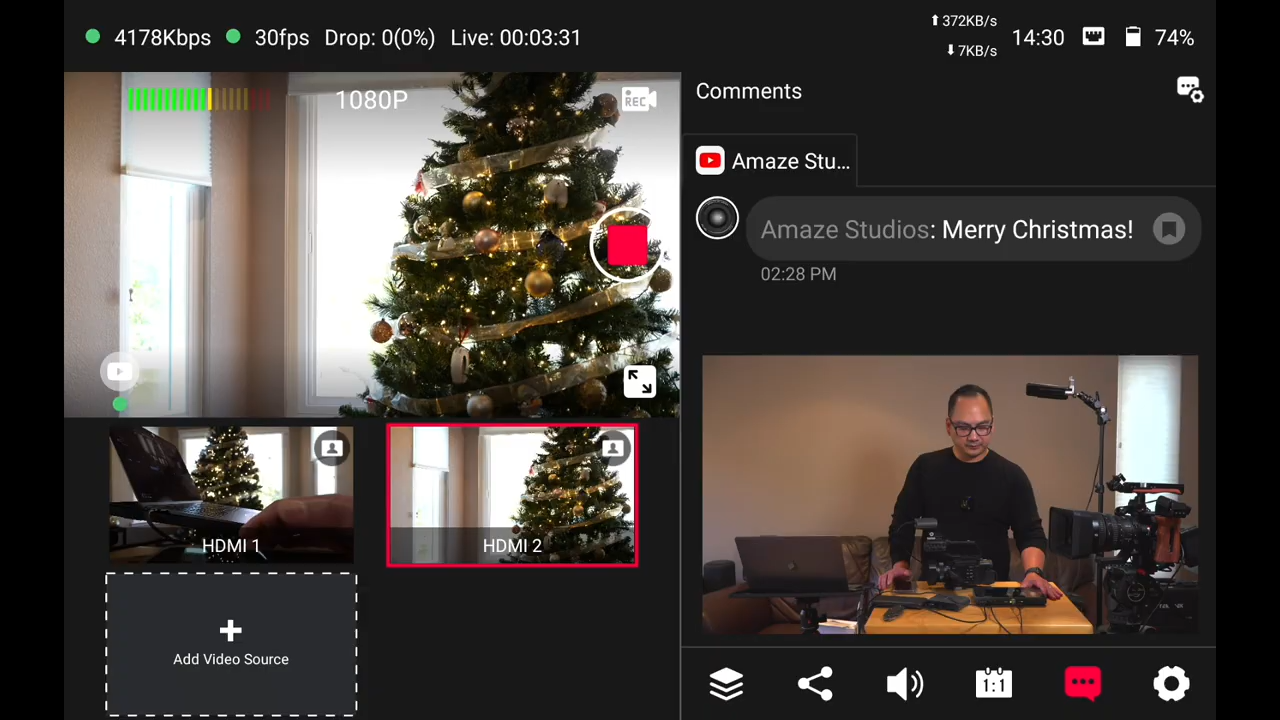 4178Kbps 30fps Drop: 0(0%) Live: 00:03:31
372KB/s
7KB/s
14:30
74%
1080P
REC
Comments
Amaze Stu...
Amaze Studios: Merry Christmas!
02:28 PM
HDMI 1
HDMI 2
Add Video Source
1:1